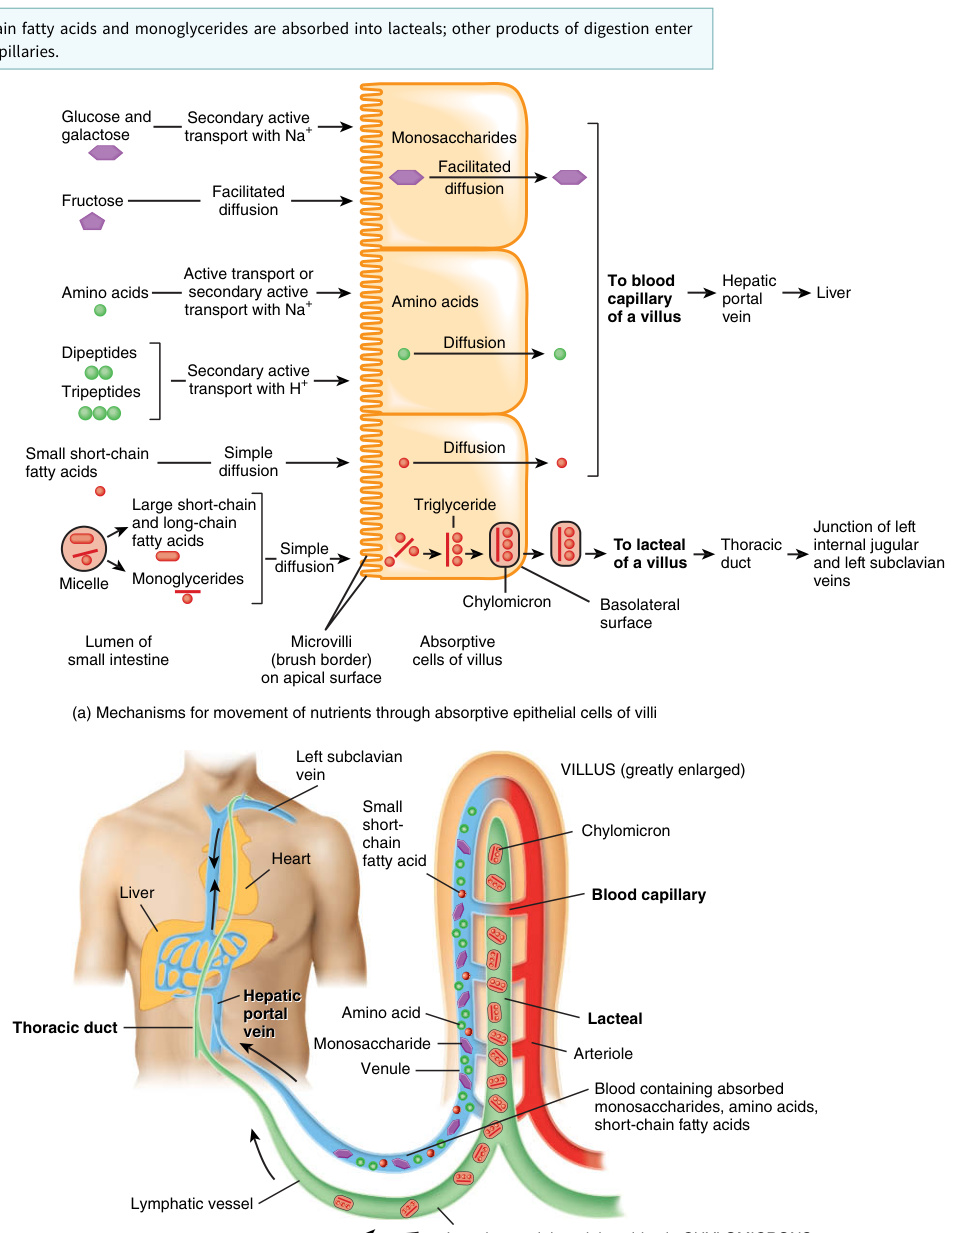 ain fatty acids and monoglycerides are absorbed into lacteals; other products of digestion enter
pillaries.
Glucose and
galactose
Secondary active
transport with Na+
Monosaccharides
Facilitated
diffusion
Fructose
Facilitated
diffusion
Amino acids
Active transport or
secondary active
transport with Na+
Amino acids
Diffusion
To blood
capillary
of a villus
Hepatic
portal
vein
Liver
Dipeptides
Tripeptides
Secondary active
transport with H+
Small short-chain
fatty acids
Simple
diffusion
Diffusion
Micelle
Large short-chain
and long-chain
fatty acids
Monoglycerides
Simple
diffusion
Triglyceride
Chylomicron
Basolateral
surface
To lacteal
of a villus
Thoracic
duct
Junction of left
internal jugular
and left subclavian
veins
Lumen of
small intestine
Microvilli
(brush border)
on apical surface
Absorptive
cells of villus
(a) Mechanisms for movement of nutrients through absorptive epithelial cells of villi
Left subclavian
vein
VILLUS (greatly enlarged)
Small
short-
chain
fatty acid
Chylomicron
Heart
Liver
Blood capillary
Hepatic
portal
vein
Thoracic duct
Amino acid
Monosaccharide
Venule
Lacteal
Arteriole
Blood containing absorbed
monosaccharides, amino acids,
short-chain fatty acids
Lymphatic vessel